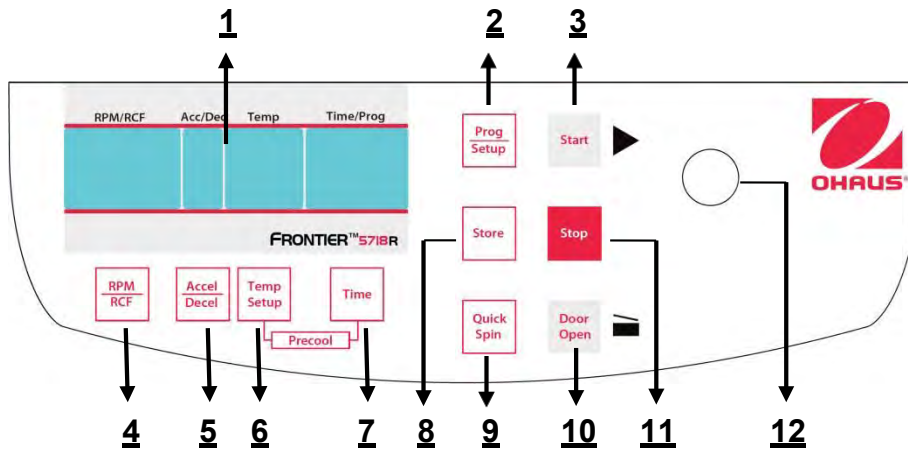 1 2 3
RPM/RCF Acc/Dec Temp Time/Prog
Prog
Setup
Start
OHAUS®
FRONTIER™5718R
Store
Stop
RPM
RCF
Accel
Decel
Temp
Setup
Time
Precool
Quick
Spin
Door
Open
4 5 6 7 8 9 10 11 12